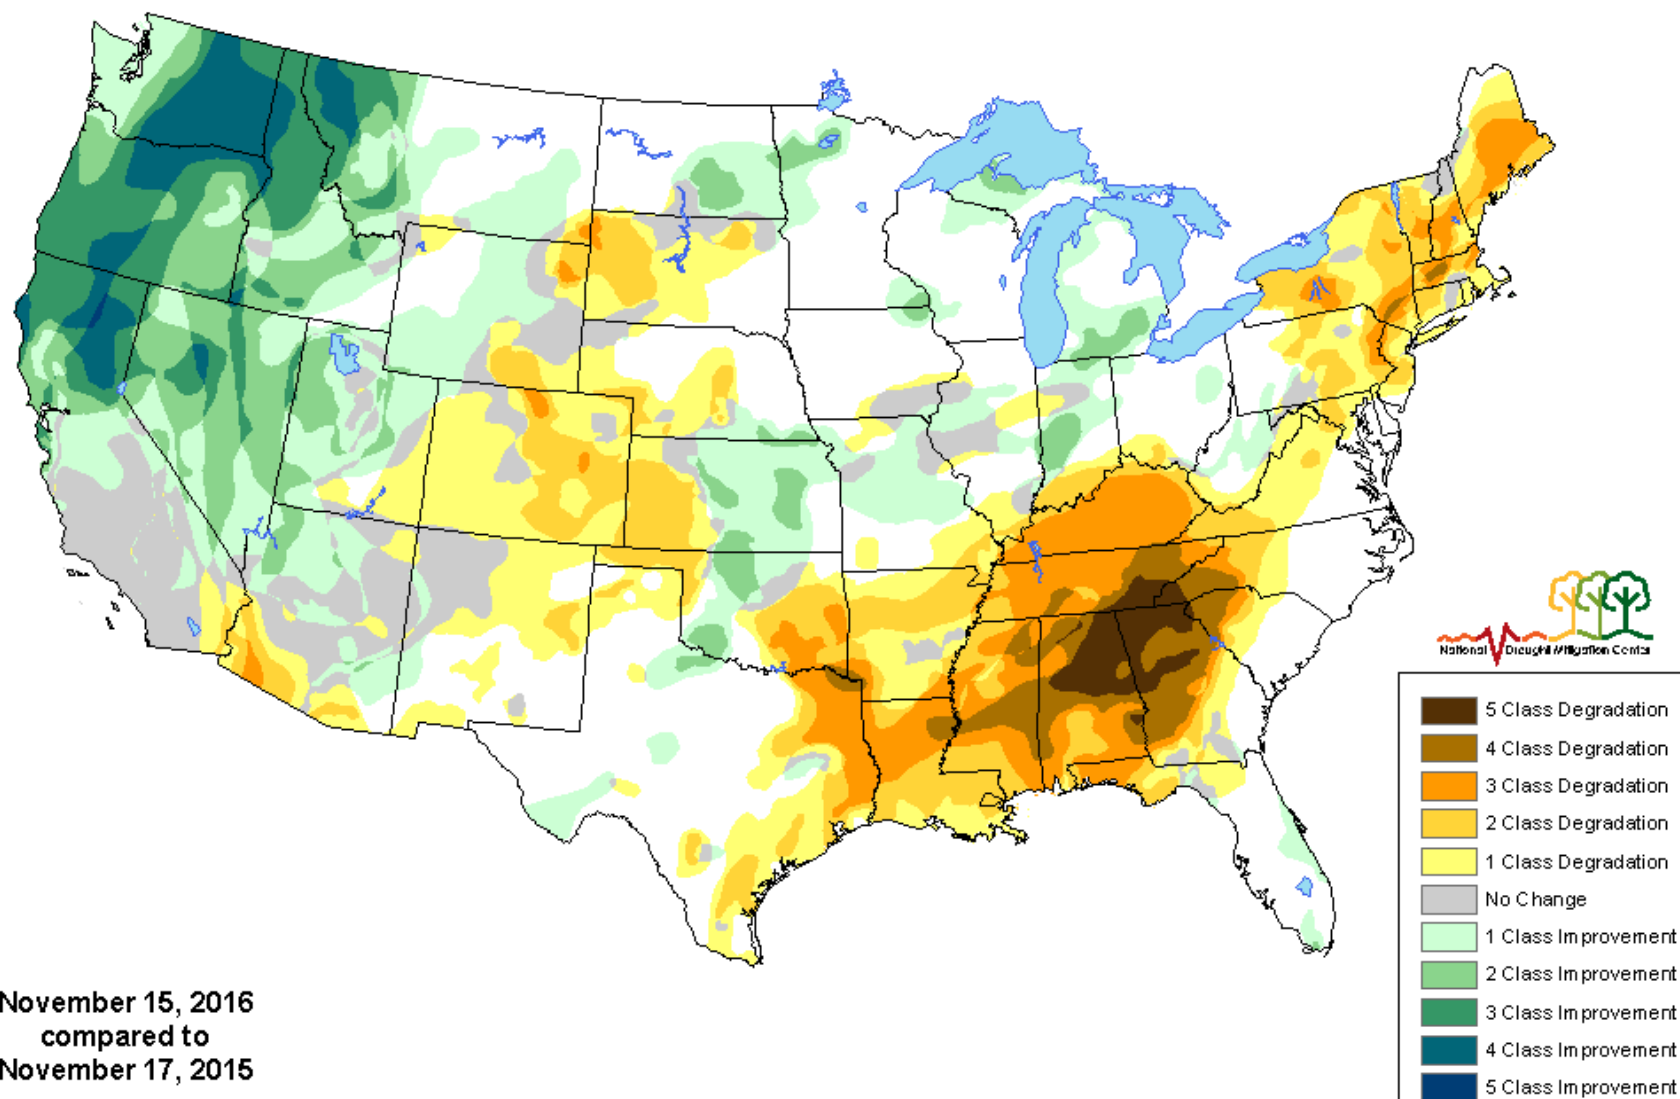 National Drought Mitigation Center
5 Class Degradation
4 Class Degradation
3 Class Degradation
2 Class Degradation
1 Class Degradation
No Change
1 Class Improvement
2 Class Improvement
3 Class Improvement
4 Class Improvement
5 Class Improvement
November 15, 2016
compared to
November 17, 2015